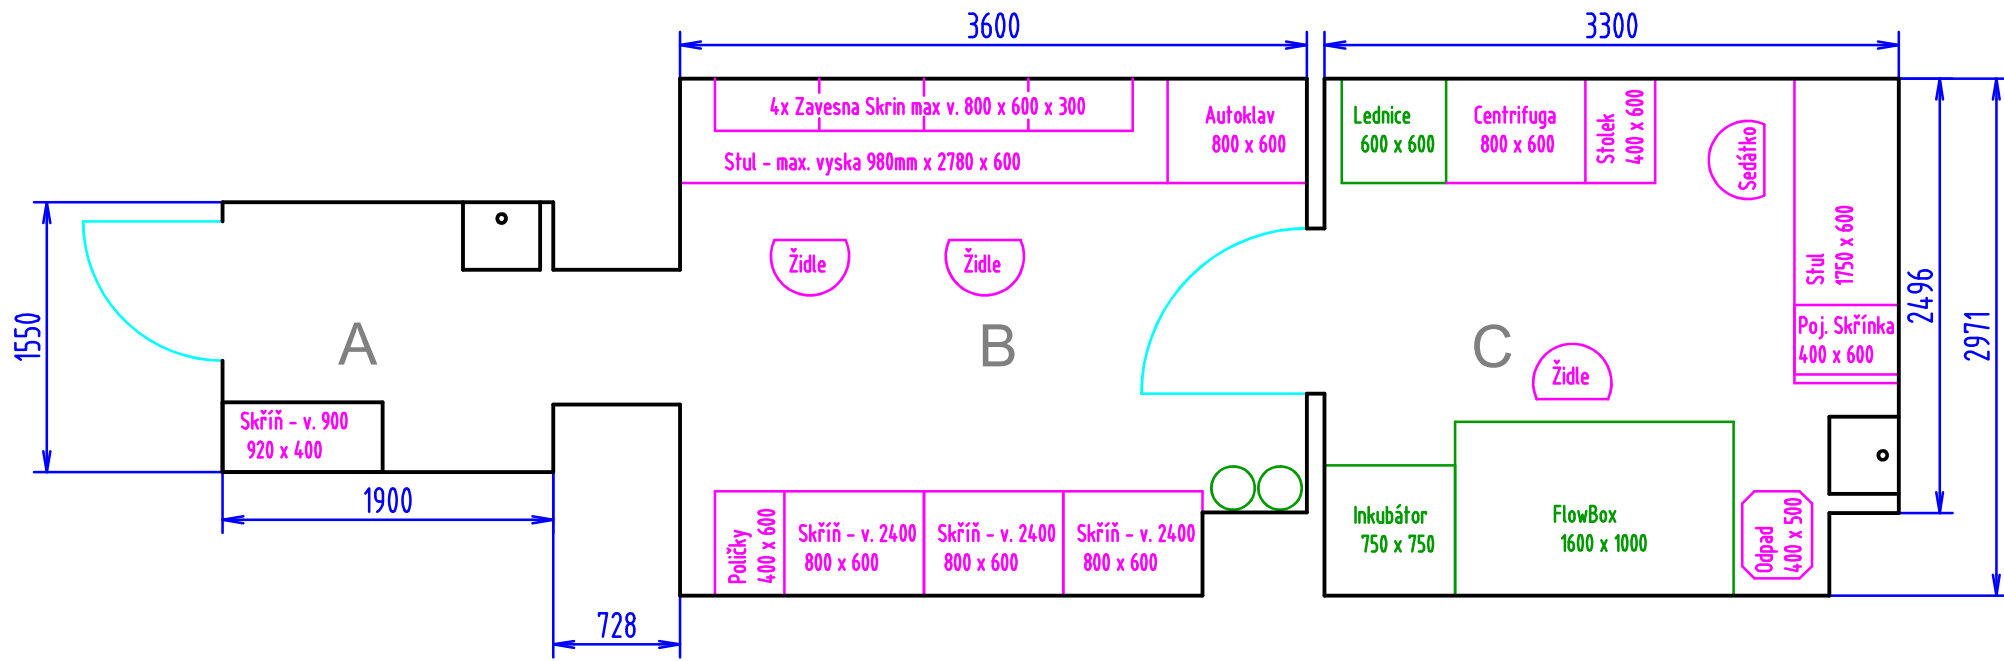 3600
3300
4x Zavesna Skrin max v. 800 x 600 x 300
Stul - max. vyska 980mm x 2780 x 600
Autoklav
800 x 600
Lednice
600 x 600
Centrifuga
800 x 600
Stolek
400 x 600
Sedátko
Stul
1750 x 600
Poj. Skřínka
400 x 600
2496
2971
1550
Židle
Židle
A
B
C
Židle
Skříň - v. 900
920 x 400
1900
728
Poličky
400 x 600
Skříň - v. 2400
800 x 600
Skříň - v. 2400
800 x 600
Skříň - v. 2400
800 x 600
Inkubátor
750 x 750
FlowBox
1600 x 1000
Odpad
400 x 500